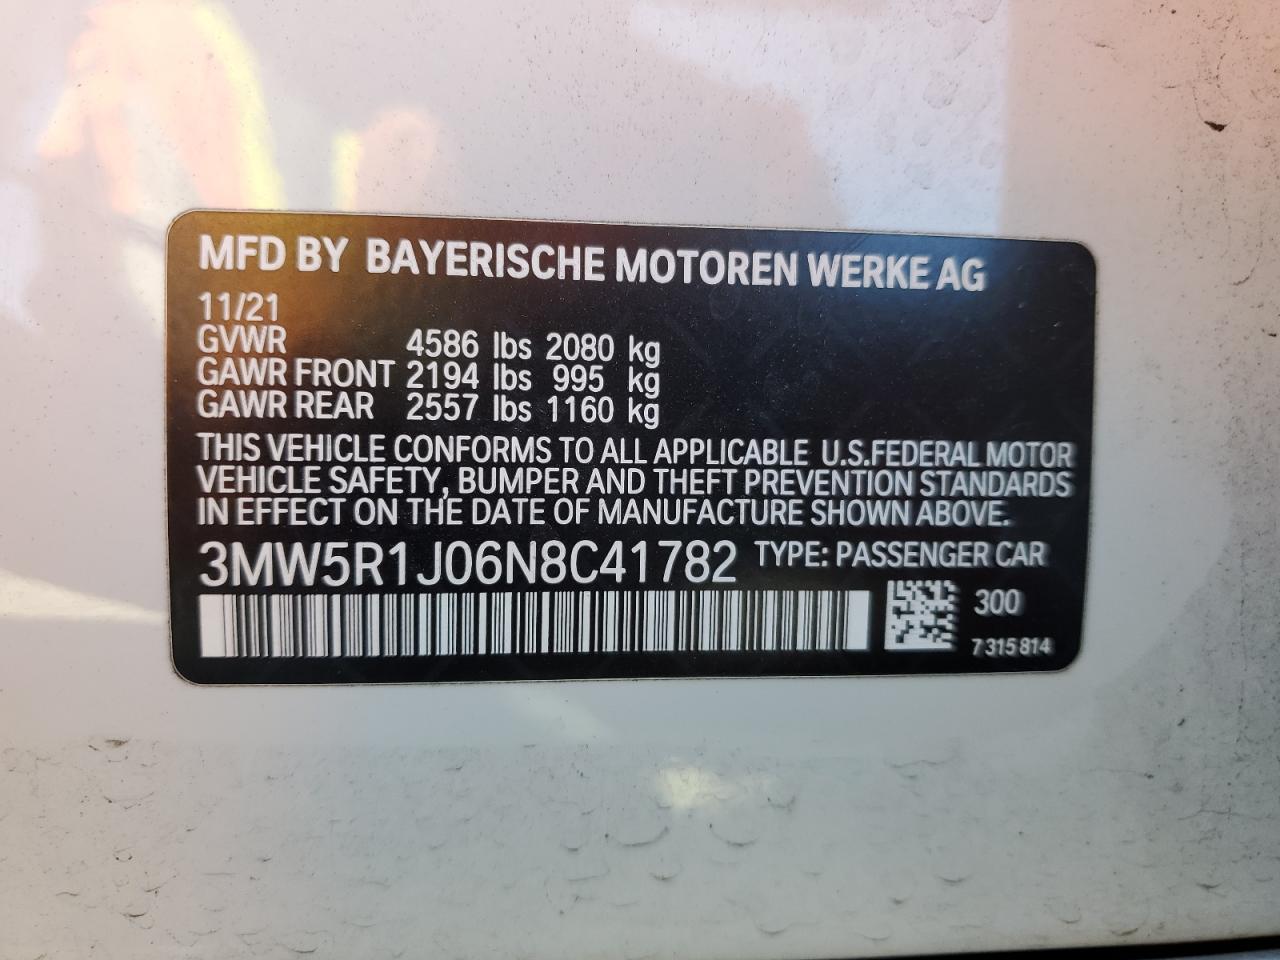 MFD BY BAYERISCHE MOTOREN WERKE AG
11/21
GVWR 4586 lbs 2080 kg
GAWR FRONT 2194 lbs 995 kg
GAWR REAR 2557 lbs 1160 kg
THIS VEHICLE CONFORMS TO ALL APPLICABLE U.S.FEDERAL MOTOR
VEHICLE SAFETY, BUMPER AND THEFT PREVENTION STANDARDS
IN EFFECT ON THE DATE OF MANUFACTURE SHOWN ABOVE.
3MW5R1J06N8C41782 TYPE: PASSENGER CAR
300
7 315 814